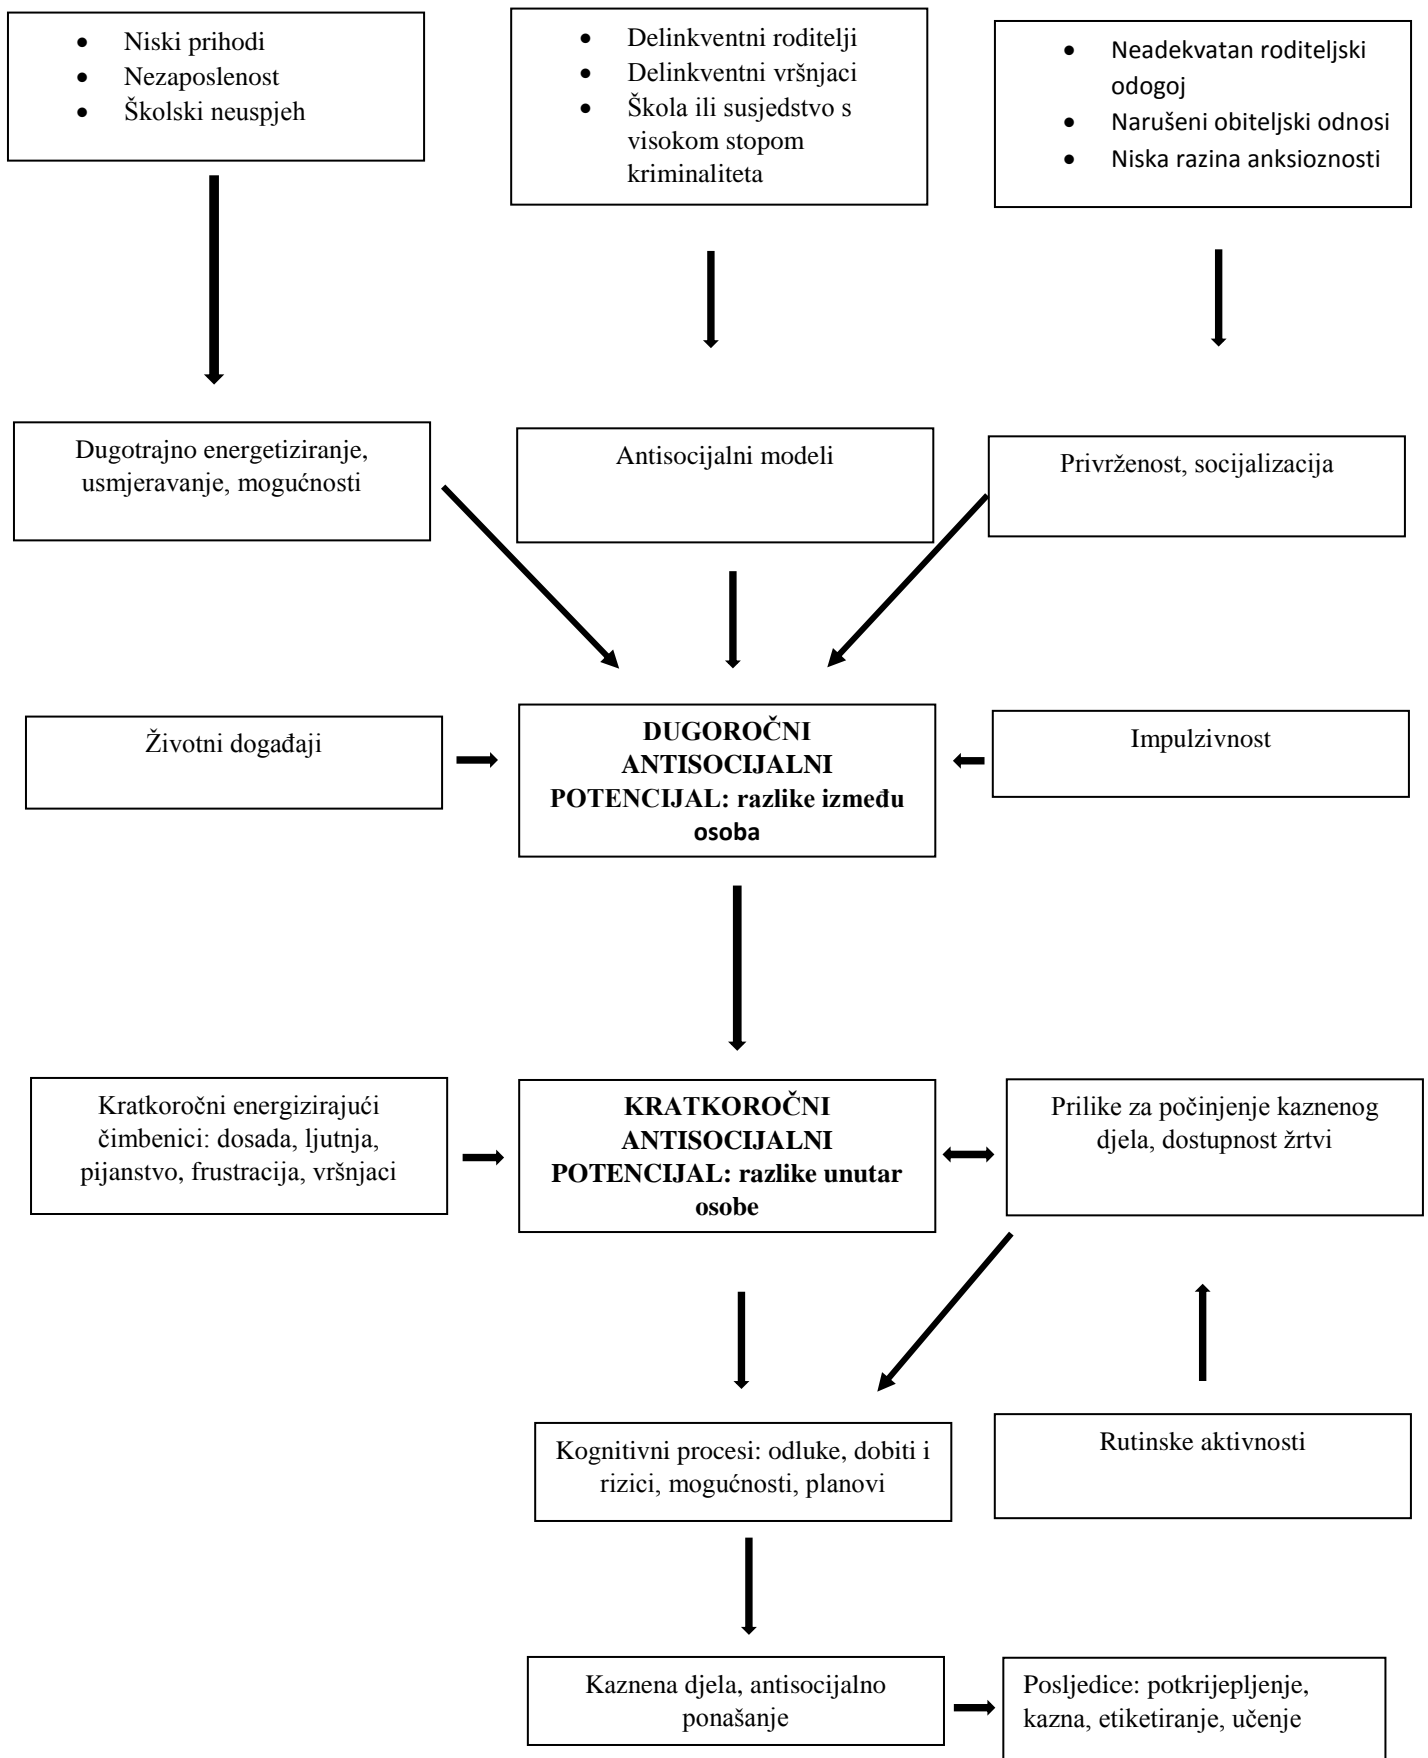 • Niski prihodi
• Nezaposlenost
• Školski neuspjeh
• Delinkventni roditelji
• Delinkventni vršnjaci
• Škola ili susjedstvo s
visokom stopom
kriminaliteta
• Neadekvatan roditeljski
odogoj
• Narušeni obiteljski odnosi
• Niska razina anksioznosti
Dugotrajno energetiziranje,
usmjeravanje, mogućnosti
Antisocijalni modeli
Privrženost, socijalizacija
Životni događaji
DUGOROČNI
ANTISOCIJALNI
POTENCIJAL: razlike između
osoba
Impulzivnost
Kratkoročni energizirajući
čimbenici: dosada, ljutnja,
pijanstvo, frustracija, vršnjaci
KRATKOROČNI
ANTISOCIJALNI
POTENCIJAL: razlike unutar
osobe
Prilike za počinjenje kaznenog
djela, dostupnost žrtvi
Kognitivni procesi: odluke, dobiti i
rizici, mogućnosti, planovi
Rutinske aktivnosti
Kaznena djela, antisocijalno
ponašanje
Posljedice: potkrijepljenje,
kazna, etiketiranje, učenje